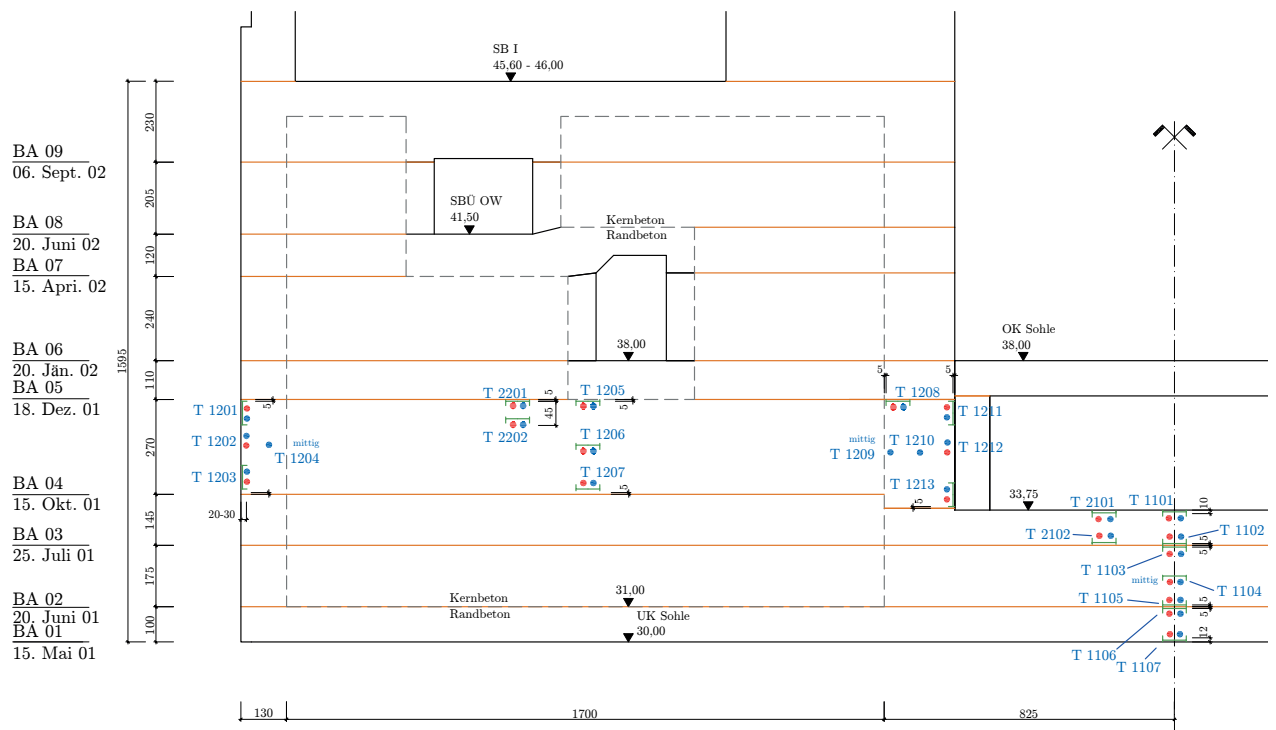 SB I
45,60 - 46,00
230
BA 09
06. Sept. 02
205
SBÜ OW
41,50
BA 08
20. Juni 02
Kernbeton
Randbeton
120
BA 07
15. Apri. 02
240
1595
38,00
OK Sohle
38,00
BA 06
20. Jän. 02
110
BA 05
18. Dez. 01
5
5
T 2201
5
T 1205
T 1208
T 1201
5
45
5
T 1211
T 1202
mittig
T 1204
T 2202
T 1206
mittig
T 1209
T 1210
T 1212
270
T 1203
T 1207
T 1213
BA 04
15. Okt. 01
5
5
33,75
T 2101
T 1101
10
20-30
145
T 2102
T 1102
BA 03
25. Juli 01
5
5
T 1103
175
mittig
T 1104
31,00
Kernbeton
Randbeton
T 1105
BA 02
20. Juni 01
5
5
UK Sohle
30,00
100
BA 01
15. Mai 01
12
T 1106
T 1107
130
1700
825